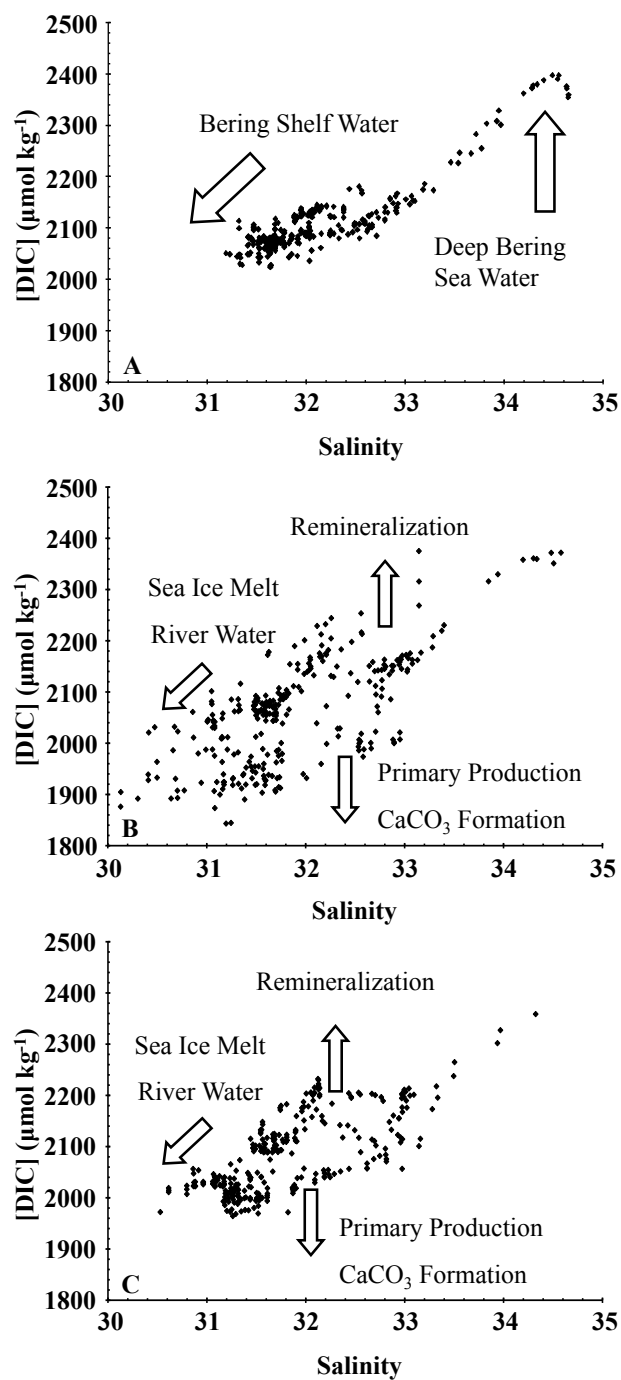 2500
2400
2300
2200
2100
2000
1900
1800
[DIC] (µmol kg⁻¹)
Bering Shelf Water
Deep Bering
Sea Water
A
30 31 32 33 34 35
Salinity
2500
2400
2300
2200
2100
2000
1900
1800
[DIC] (µmol kg⁻¹)
Remineralization
Sea Ice Melt
River Water
Primary Production
CaCO₃ Formation
B
30 31 32 33 34 35
Salinity
2500
2400
2300
2200
2100
2000
1900
1800
[DIC] (µmol kg⁻¹)
Remineralization
Sea Ice Melt
River Water
Primary Production
CaCO₃ Formation
C
30 31 32 33 34 35
Salinity